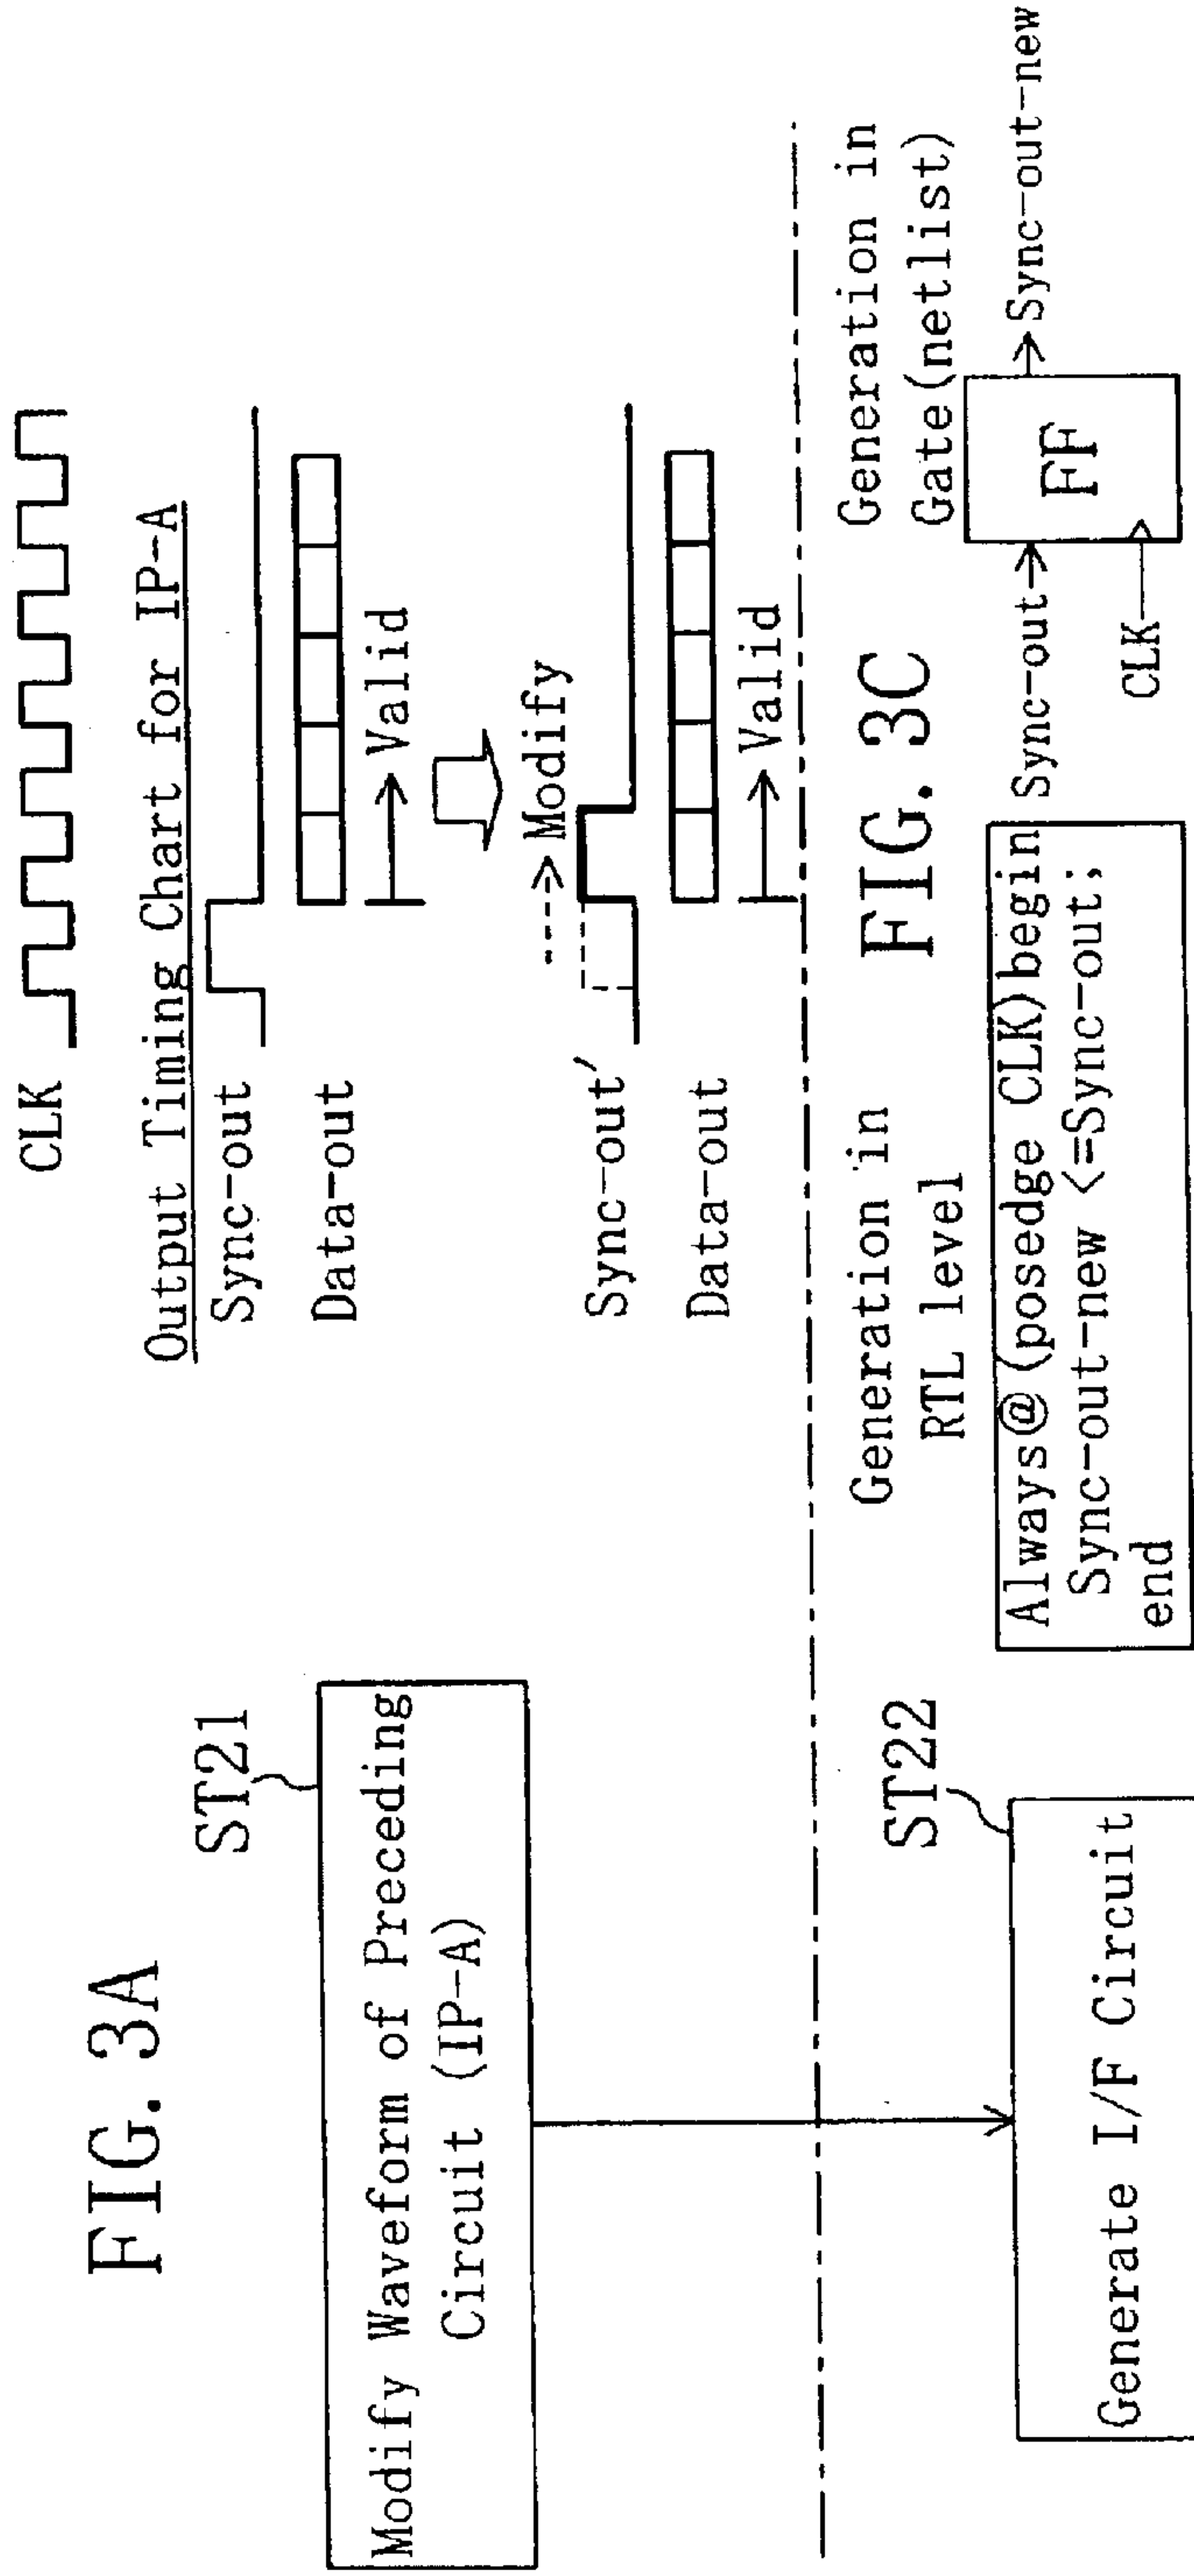 FIG. 3A
ST21
Modify Waveform of Preceding
Circuit (IP-A)
ST22
Generate I/F Circuit
CLK
Output Timing Chart for IP-A
Sync-out
Data-out
Valid
Modify
Sync-out′
Data-out
Valid
FIG. 3C
Generation in
RTL level
Always@(posedge CLK)begin
Sync-out-new <=Sync-out;
end
Generation in
Gate(netlist)
Sync-out
FF
Sync-out-new
CLK